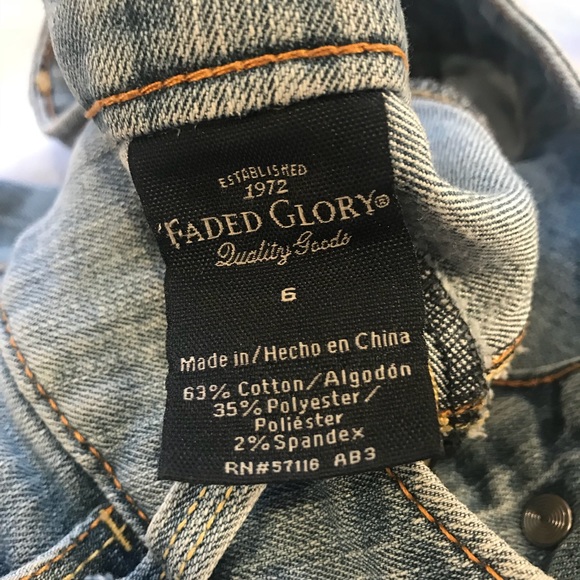 ESTABLISHED
1972
FADED GLORY®
Quality Goods
6
Made in/Hecho en China
63% Cotton/Algodón
35% Polyester/
Poliéster
2% Spandex
RN#57116 AB3